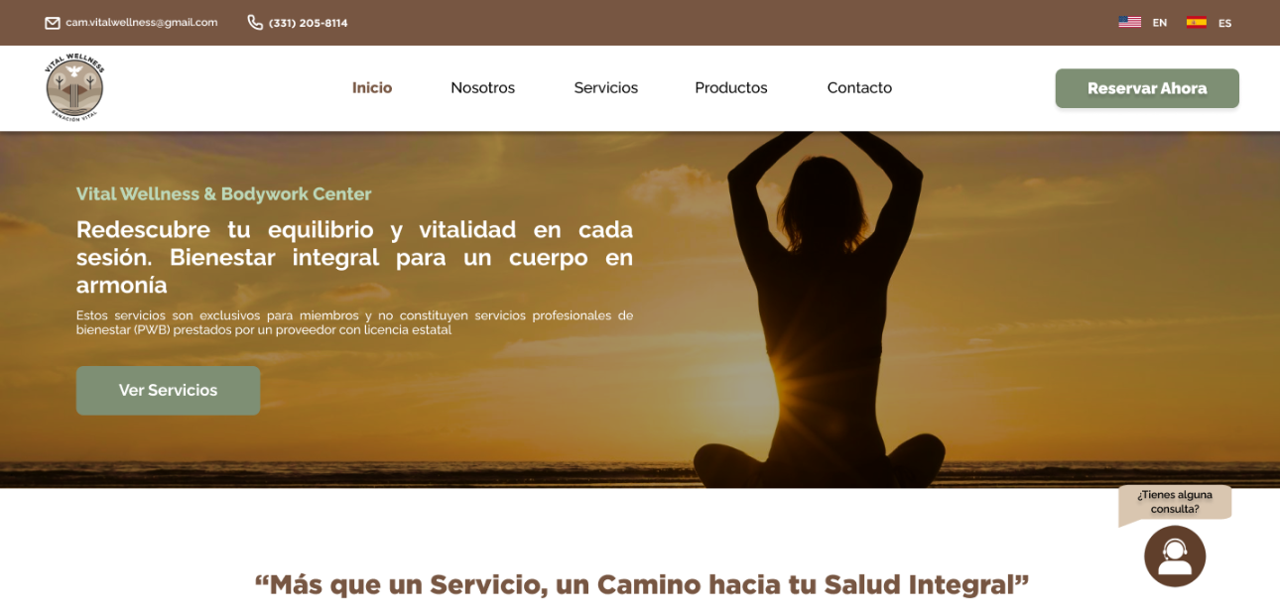 cam.vitalwellness@gmail.com
(331) 205-8114
EN
ES
VITAL WELLNESS
SANACIÓN VITAL
Inicio
Nosotros
Servicios
Productos
Contacto
Reservar Ahora
Vital Wellness & Bodywork Center
Redescubre tu equilibrio y vitalidad en cada
sesión. Bienestar integral para un cuerpo en
armonía
Estos servicios son exclusivos para miembros y no constituyen servicios profesionales de
bienestar (PWB) prestados por un proveedor con licencia estatal
Ver Servicios
¿Tienes alguna
consulta?
“Más que un Servicio, un Camino hacia tu Salud Integral”